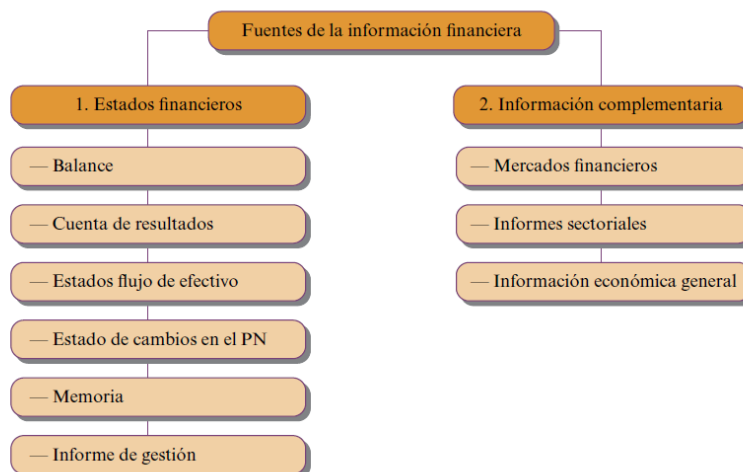 Fuentes de la información financiera
1. Estados financieros
— Balance
— Cuenta de resultados
— Estados flujo de efectivo
— Estado de cambios en el PN
— Memoria
— Informe de gestión
2. Información complementaria
— Mercados financieros
— Informes sectoriales
— Información económica general